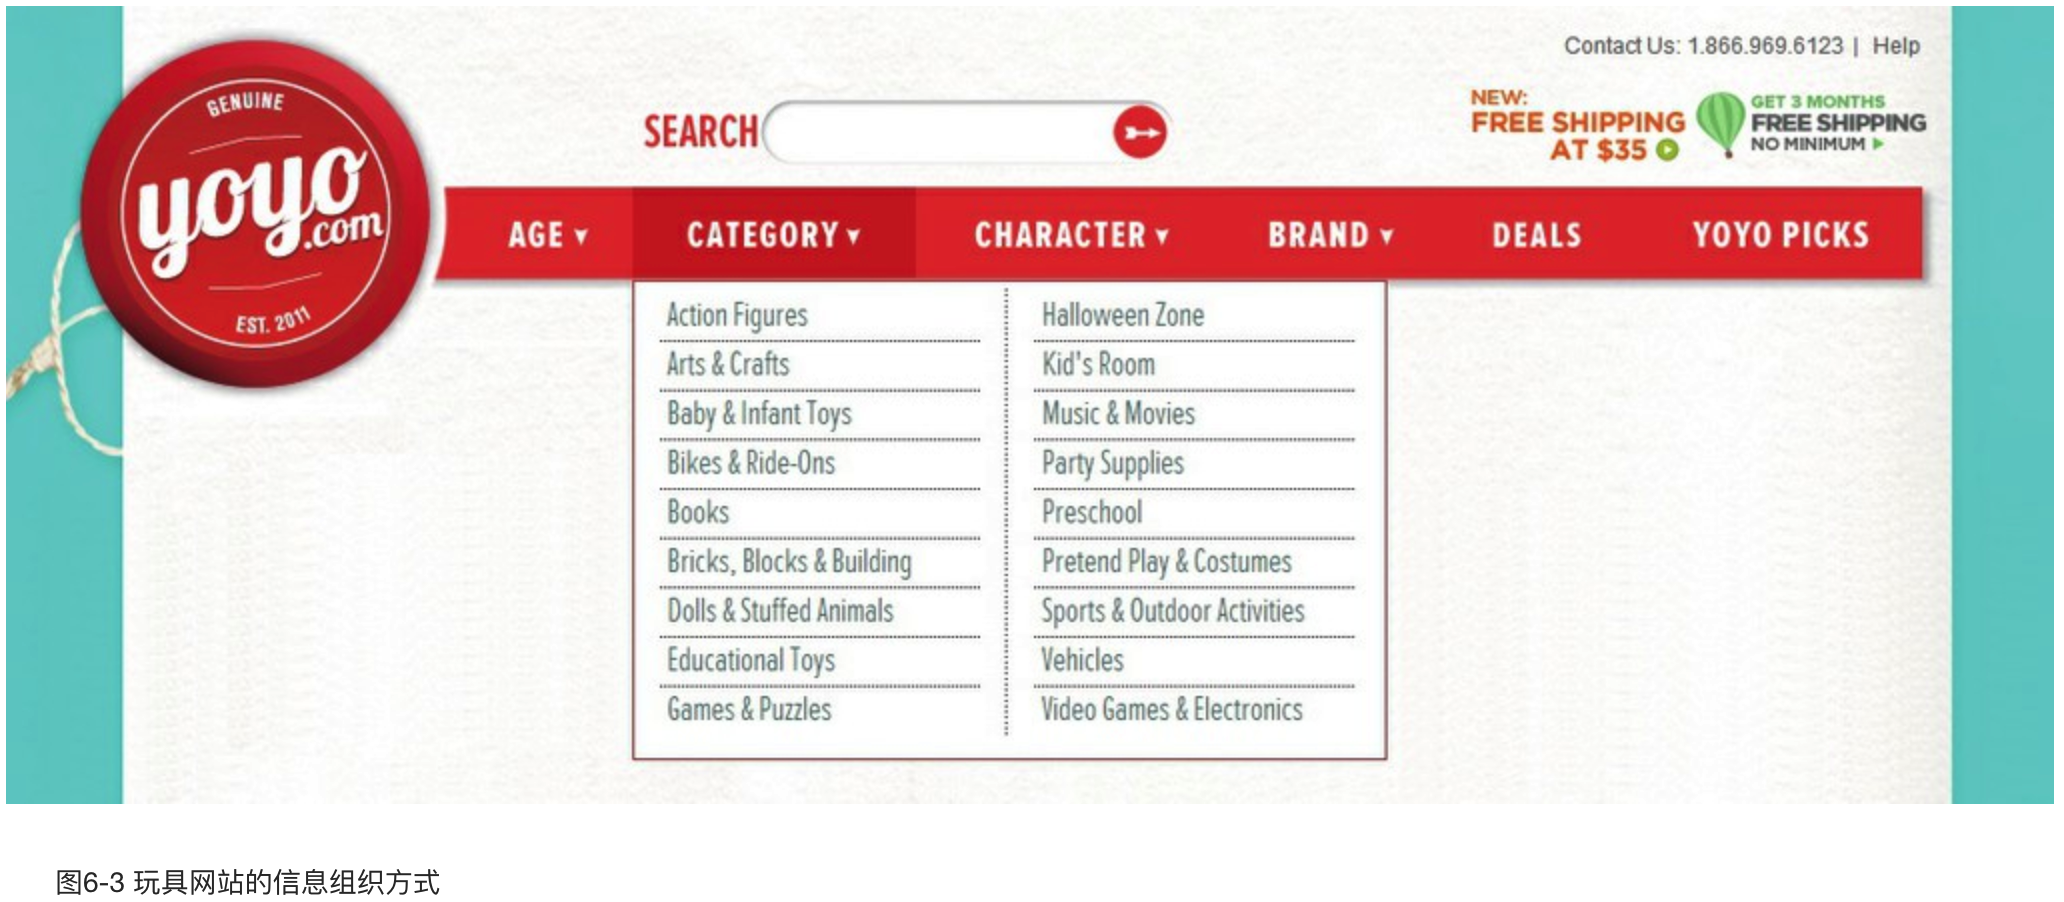 Contact Us: 1.866.969.6123 | Help
GENUINE
yoyo
.com
EST. 2011
SEARCH
NEW:
FREE SHIPPING
AT $35
GET 3 MONTHS
FREE SHIPPING
NO MINIMUM
AGE CATEGORY CHARACTER BRAND DEALS YOYO PICKS
Action Figures
Arts & Crafts
Baby & Infant Toys
Bikes & Ride-Ons
Books
Bricks, Blocks & Building
Dolls & Stuffed Animals
Educational Toys
Games & Puzzles
Halloween Zone
Kid's Room
Music & Movies
Party Supplies
Preschool
Pretend Play & Costumes
Sports & Outdoor Activities
Vehicles
Video Games & Electronics
图6-3 玩具网站的信息组织方式